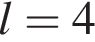 l = 4